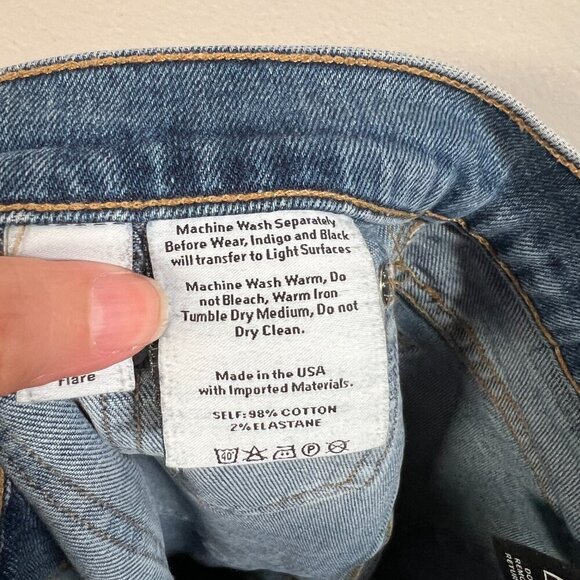 Machine Wash Separately
Before Wear, Indigo and Black
will transfer to Light Surfaces
Machine Wash Warm, Do
not Bleach, Warm Iron
Tumble Dry Medium, Do not
Dry Clean.
Made in the USA
with Imported Materials.
SELF: 98% COTTON
2% ELASTANE
40°
P
Flare